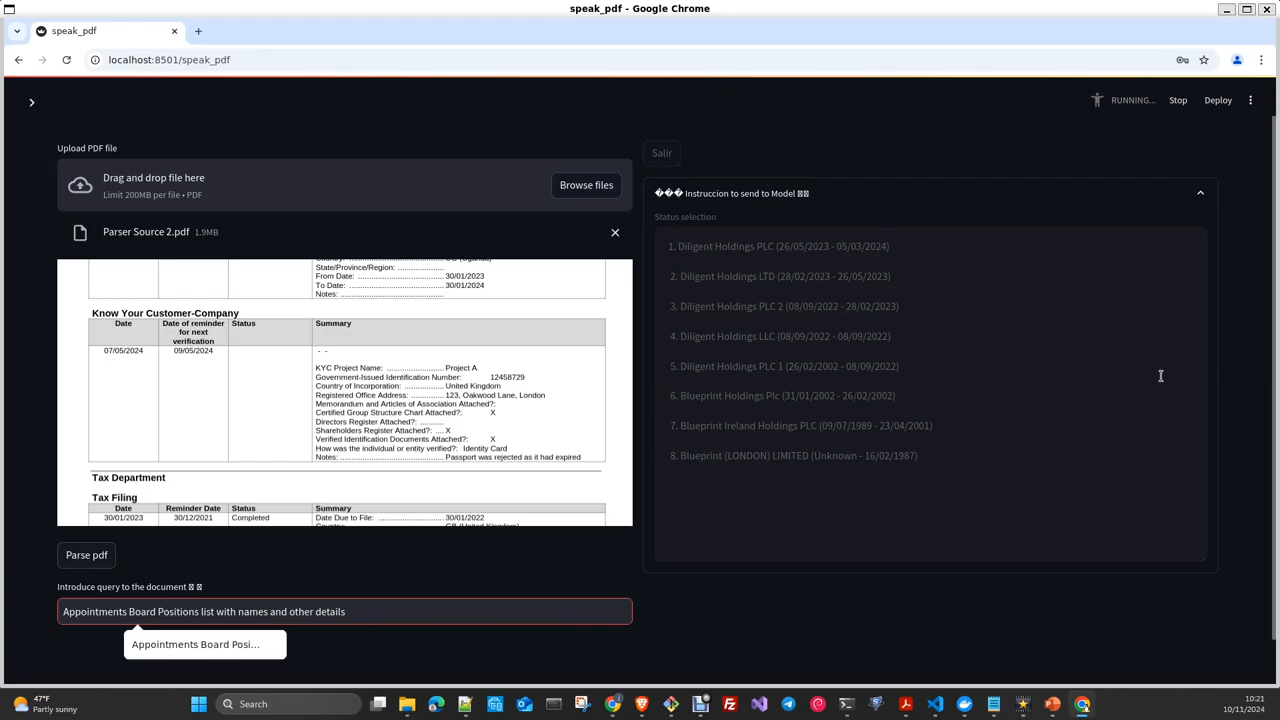 speak_pdf - Google Chrome
speak_pdf
localhost:8501/speak_pdf
RUNNING...
Stop
Deploy
Upload PDF file
Drag and drop file here
Limit 200MB per file • PDF
Browse files
Parser Source 2.pdf 1.9MB
State/Province/Region: ..................
From Date: ................................ 30/01/2023
To Date: .................................... 30/01/2024
Notes: .......................................
Know Your Customer-Company
Date
Date of reminder for next verification
Status
Summary
07/05/2024
09/05/2024
- -
KYC Project Name: .................... Project A
Government-Issued Identification Number: 12458729
Country of Incorporation: ............ United Kingdom
Registered Office Address: ........... 123, Oakwood Lane, London
Memorandum and Articles of Association Attached?:
Certified Group Structure Chart Attached?: X
Directors Register Attached?: ........
Shareholders Register Attached?: .... X
Verified Identification Documents Attached?: X
How was the individual or entity verified?: Identity Card
Notes: ....................................... Passport was rejected as it had expired
Tax Department
Tax Filing
Date
Reminder Date
Status
Summary
30/01/2023
30/12/2021
Completed
Date Due to File: .......................... 30/01/2022
Parse pdf
Introduce query to the document
Appointments Board Positions list with names and other details
Appointments Board Posi...
Salir
��� Instruccion to send to Model
Status selection
1. Diligent Holdings PLC (26/05/2023 - 05/03/2024)
2. Diligent Holdings LTD (28/02/2023 - 26/05/2023)
3. Diligent Holdings PLC 2 (08/09/2022 - 28/02/2023)
4. Diligent Holdings LLC (08/09/2022 - 08/09/2022)
5. Diligent Holdings PLC 1 (26/02/2002 - 08/09/2022)
6. Blueprint Holdings Plc (31/01/2002 - 26/02/2002)
7. Blueprint Ireland Holdings PLC (09/07/1989 - 23/04/2001)
8. Blueprint (LONDON) LIMITED (Unknown - 16/02/1987)
47°F
Partly sunny
Search
10:21
10/11/2024